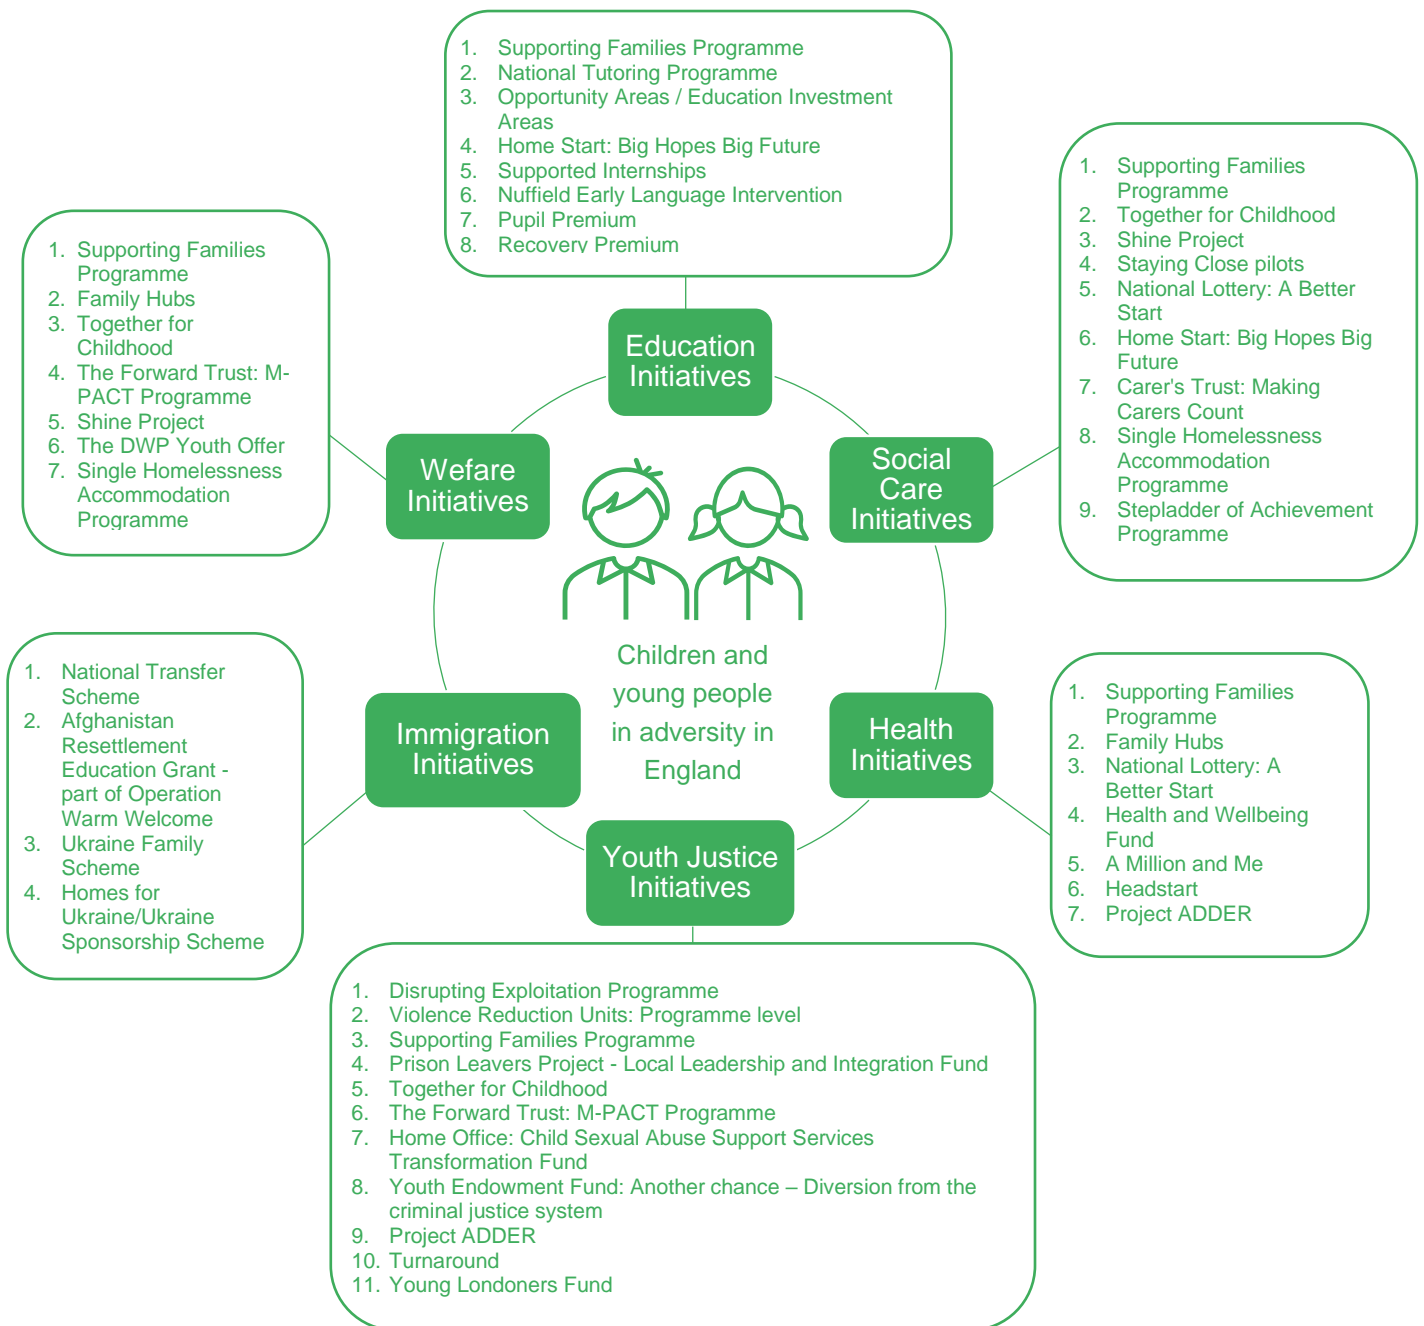 1. Supporting Families Programme
2. National Tutoring Programme
3. Opportunity Areas / Education Investment
Areas
4. Home Start: Big Hopes Big Future
5. Supported Internships
6. Nuffield Early Language Intervention
7. Pupil Premium
8. Recovery Premium
Education
Initiatives
1. Supporting Families
Programme
2. Together for Childhood
3. Shine Project
4. Staying Close pilots
5. National Lottery: A Better
Start
6. Home Start: Big Hopes Big
Future
7. Carer's Trust: Making
Carers Count
8. Single Homelessness
Accommodation
Programme
9. Stepladder of Achievement
Programme
Social
Care
Initiatives
1. Supporting Families
Programme
2. Family Hubs
3. Together for
Childhood
4. The Forward Trust: M-
PACT Programme
5. Shine Project
6. The DWP Youth Offer
7. Single Homelessness
Accommodation
Programme
Wefare
Initiatives
Children and
young people
in adversity in
England
1. National Transfer
Scheme
2. Afghanistan
Resettlement
Education Grant -
part of Operation
Warm Welcome
3. Ukraine Family
Scheme
4. Homes for
Ukraine/Ukraine
Sponsorship Scheme
Immigration
Initiatives
Health
Initiatives
1. Supporting Families
Programme
2. Family Hubs
3. National Lottery: A
Better Start
4. Health and Wellbeing
Fund
5. A Million and Me
6. Headstart
7. Project ADDER
Youth Justice
Initiatives
1. Disrupting Exploitation Programme
2. Violence Reduction Units: Programme level
3. Supporting Families Programme
4. Prison Leavers Project - Local Leadership and Integration Fund
5. Together for Childhood
6. The Forward Trust: M-PACT Programme
7. Home Office: Child Sexual Abuse Support Services
Transformation Fund
8. Youth Endowment Fund: Another chance – Diversion from the
criminal justice system
9. Project ADDER
10. Turnaround
11. Young Londoners Fund